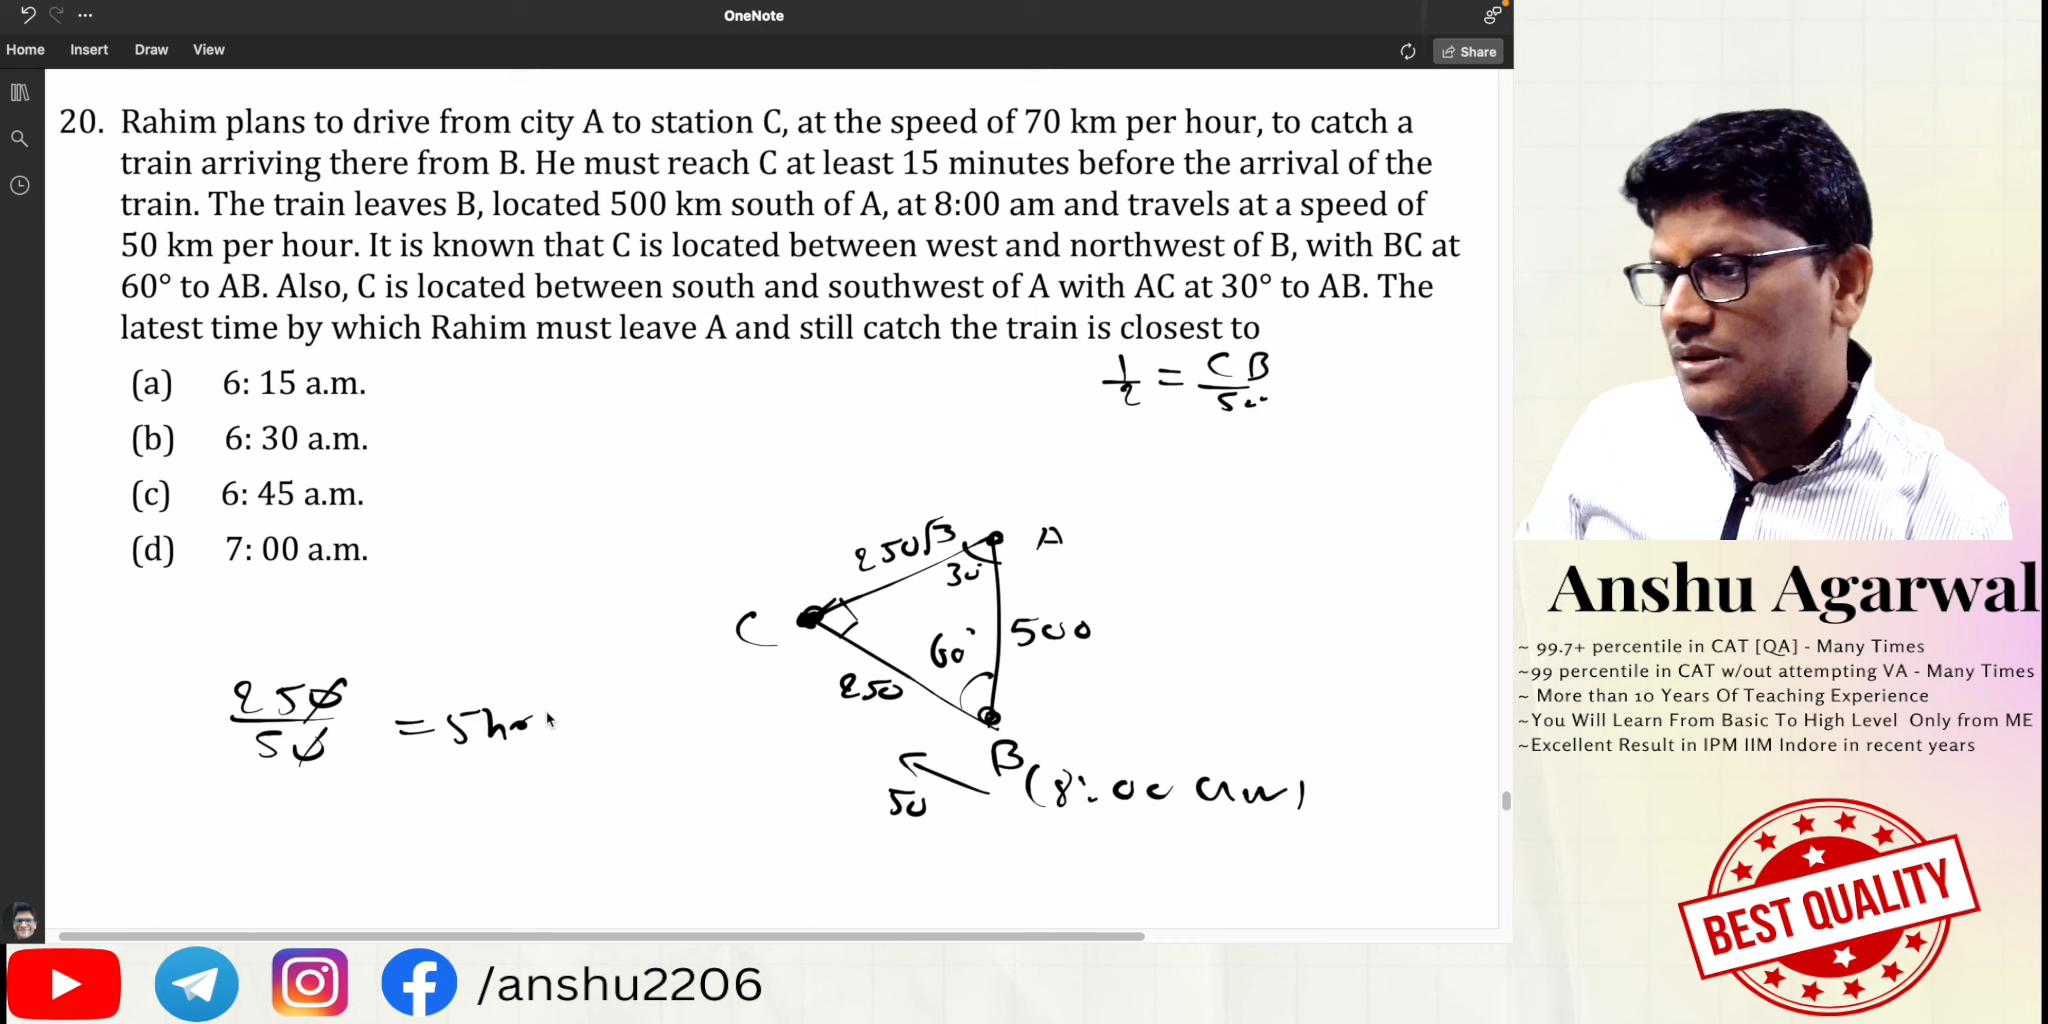 OneNote
Home Insert Draw View
Share
20. Rahim plans to drive from city A to station C, at the speed of 70 km per hour, to catch a
train arriving there from B. He must reach C at least 15 minutes before the arrival of the
train. The train leaves B, located 500 km south of A, at 8:00 am and travels at a speed of
50 km per hour. It is known that C is located between west and northwest of B, with BC at
60° to AB. Also, C is located between south and southwest of A with AC at 30° to AB. The
latest time by which Rahim must leave A and still catch the train is closest to
(a) 6: 15 a.m.
(b) 6: 30 a.m.
(c) 6: 45 a.m.
(d) 7: 00 a.m.
1/2 = CB/500
250√3
A
30°
C
60°
500
250
250/50 = 5 hr
B (8:00 am)
50
Anshu Agarwal
~ 99.7+ percentile in CAT [QA] - Many Times
~99 percentile in CAT w/out attempting VA - Many Times
~ More than 10 Years Of Teaching Experience
~You Will Learn From Basic To High Level Only from ME
~Excellent Result in IPM IIM Indore in recent years
BEST QUALITY
/anshu2206